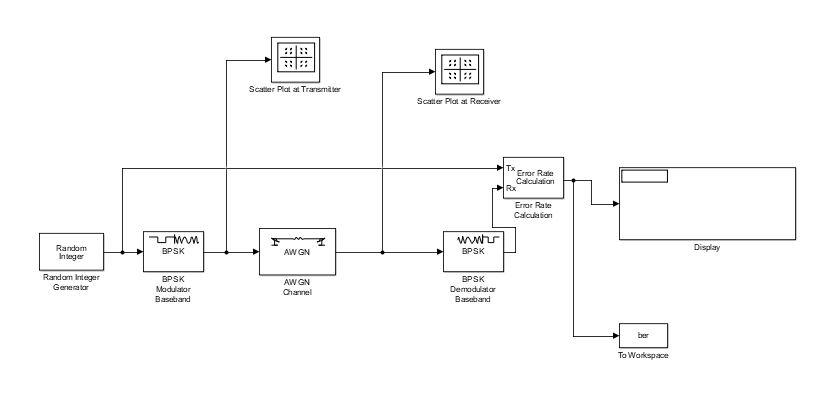 Scatter Plot at Transmitter
Scatter Plot at Receiver
Tx
Error Rate
Calculation
Rx
Error Rate
Calculation
Display
Random
Integer
Random Integer
Generator
BPSK
BPSK
Modulator
Baseband
AWGN
AWGN
Channel
BPSK
BPSK
Demodulator
Baseband
ber
To Workspace